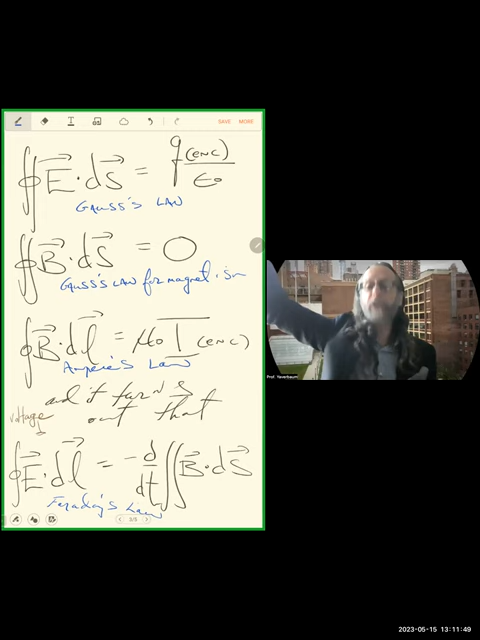 SAVE MORE
∯ E⃗·dS⃗ = q(enc)/ε₀
GAUSS'S LAW
∯ B⃗·dS⃗ = 0
GAUSS'S LAW for magnetism
∮ B⃗·dl⃗ = μ₀ I (enc)
Ampere's Law
and it turns
out that
voltage
∮ E⃗·dl⃗ = -d/dt ∬ B⃗·dS⃗
Faraday's Law
3/5
Prof. Yaverbaum
2023-05-15 13:11:49